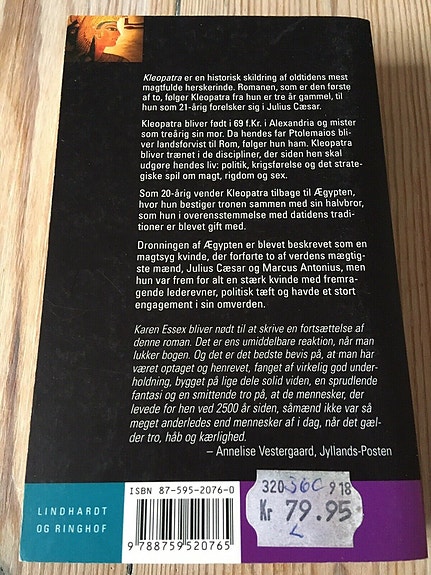 Kleopatra er en historisk skildring af oldtidens mest
magtfulde herskerinde. Romanen, som er den første
af to, følger Kleopatra fra hun er tre år gammel, til
hun som 21-årig forelsker sig i Julius Cæsar.
Kleopatra bliver født i 69 f.Kr. i Alexandria og mister
som treårig sin mor. Da hendes far Ptolemaios bli-
ver landsforvist til Rom, følger hun ham. Kleopatra
bliver trænet i de discipliner, der siden hen skal
udgøre hendes liv: politik, krigsførelse og det strate-
giske spil om magt, rigdom og sex.
Som 20-årig vender Kleopatra tilbage til Ægypten,
hvor hun bestiger tronen sammen med sin halvbror,
som hun i overensstemmelse med datidens tradi-
tioner er blevet gift med.
Dronningen af Ægypten er blevet beskrevet som en
magtsyg kvinde, der forførte to af verdens mægtig-
ste mænd, Julius Cæsar og Marcus Antonius, men
hun var frem for alt en stærk kvinde med fremra-
gende lederevner, politisk tæft og havde et stort
engagement i sin omverden.
Karen Essex bliver nødt til at skrive en fortsættelse af
denne roman. Det er ens umiddelbare reaktion, når man
lukker bogen. Og det er det bedste bevis på, at man har
været optaget og henrevet, fanget af virkelig god under-
holdning, bygget på lige dele solid viden, en sprudlende
fantasi og en smittende tro på, at de mennesker, der
levede for hen ved 2500 år siden, såmænd ikke var så
meget anderledes end mennesker af i dag, når det gæl-
der tro, håb og kærlighed.
– Annelise Vestergaard, Jyllands-Posten
LINDHARDT
OG RINGHOF
ISBN 87-595-2076-0
9 788759 520765
320 56C 918
Kr 79.95